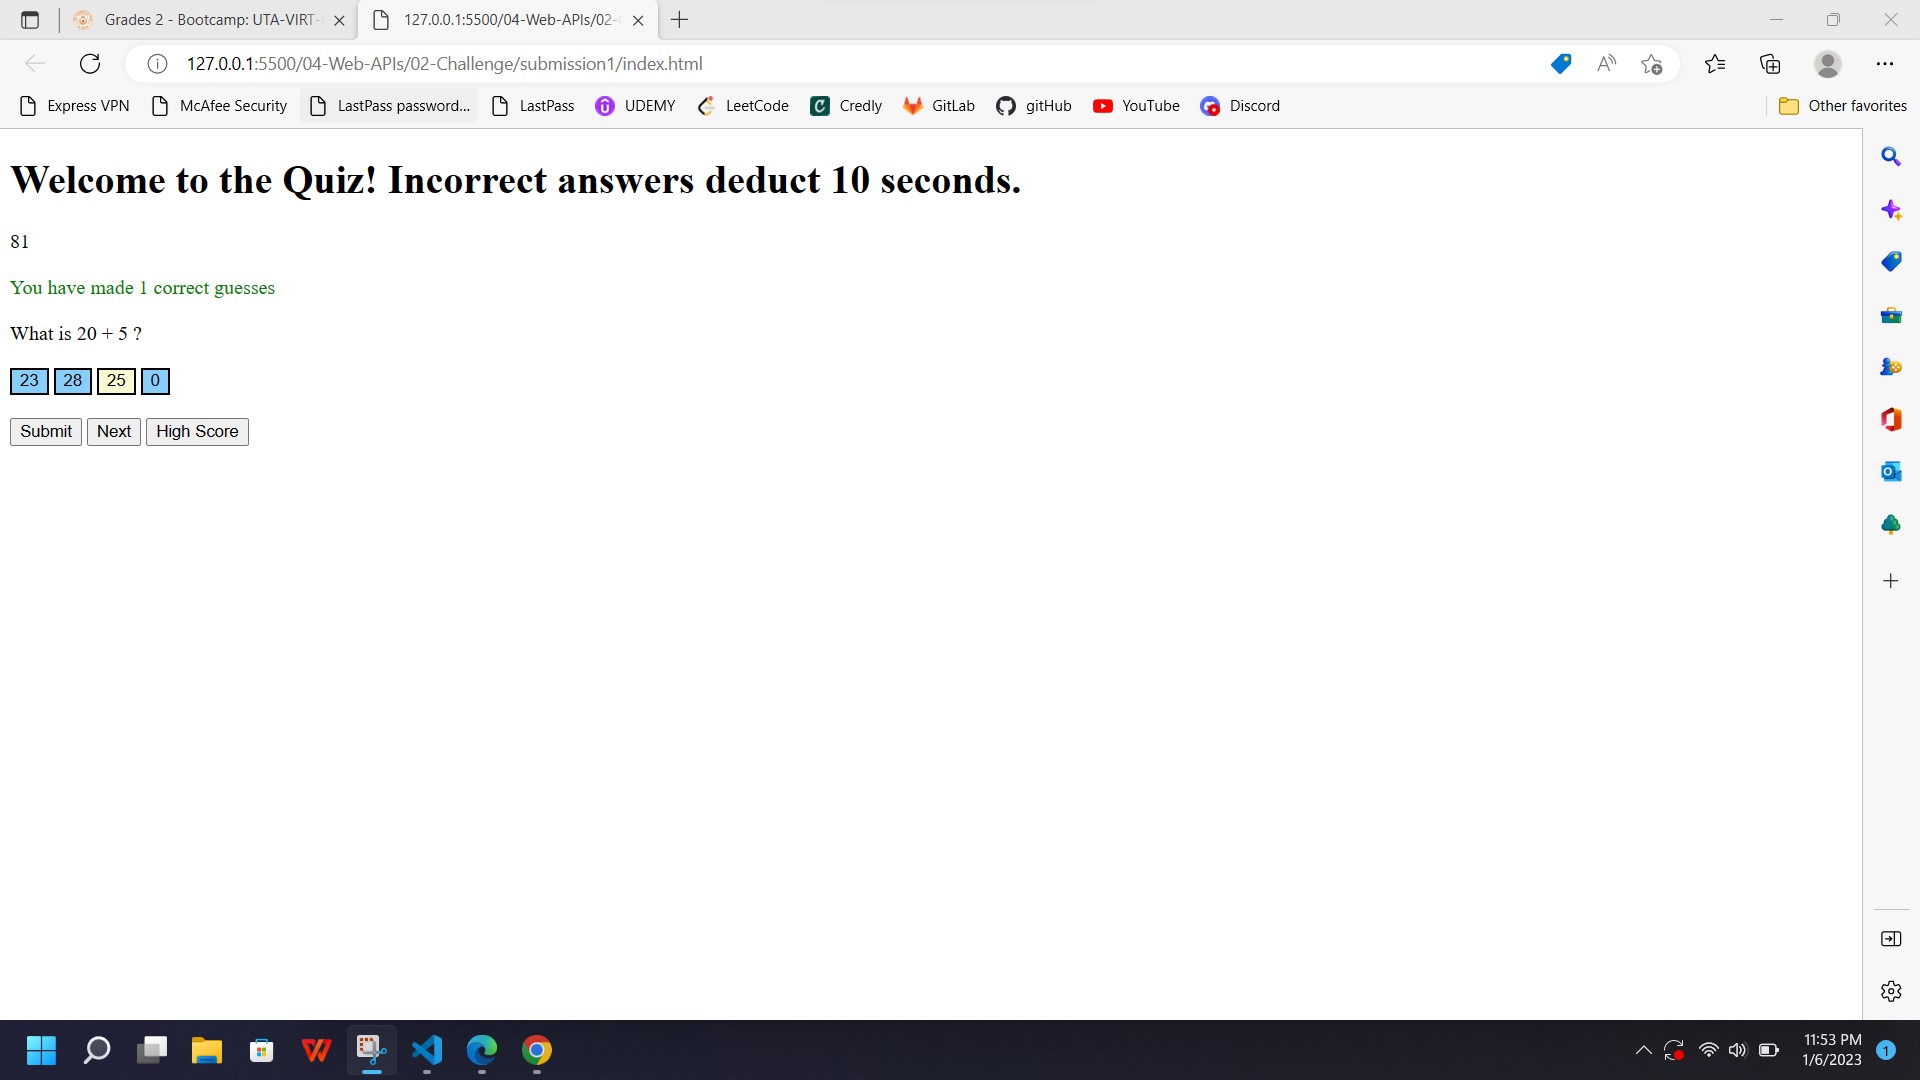 Grades 2 - Bootcamp: UTA-VIRT-
127.0.0.1:5500/04-Web-APIs/02-
127.0.0.1:5500/04-Web-APIs/02-Challenge/submission1/index.html
Express VPN McAfee Security LastPass password... LastPass UDEMY LeetCode Credly GitLab gitHub YouTube Discord Other favorites
Welcome to the Quiz! Incorrect answers deduct 10 seconds.
81
You have made 1 correct guesses
What is 20 + 5 ?
23 28 25 0
Submit Next High Score
11:53 PM
1/6/2023
1